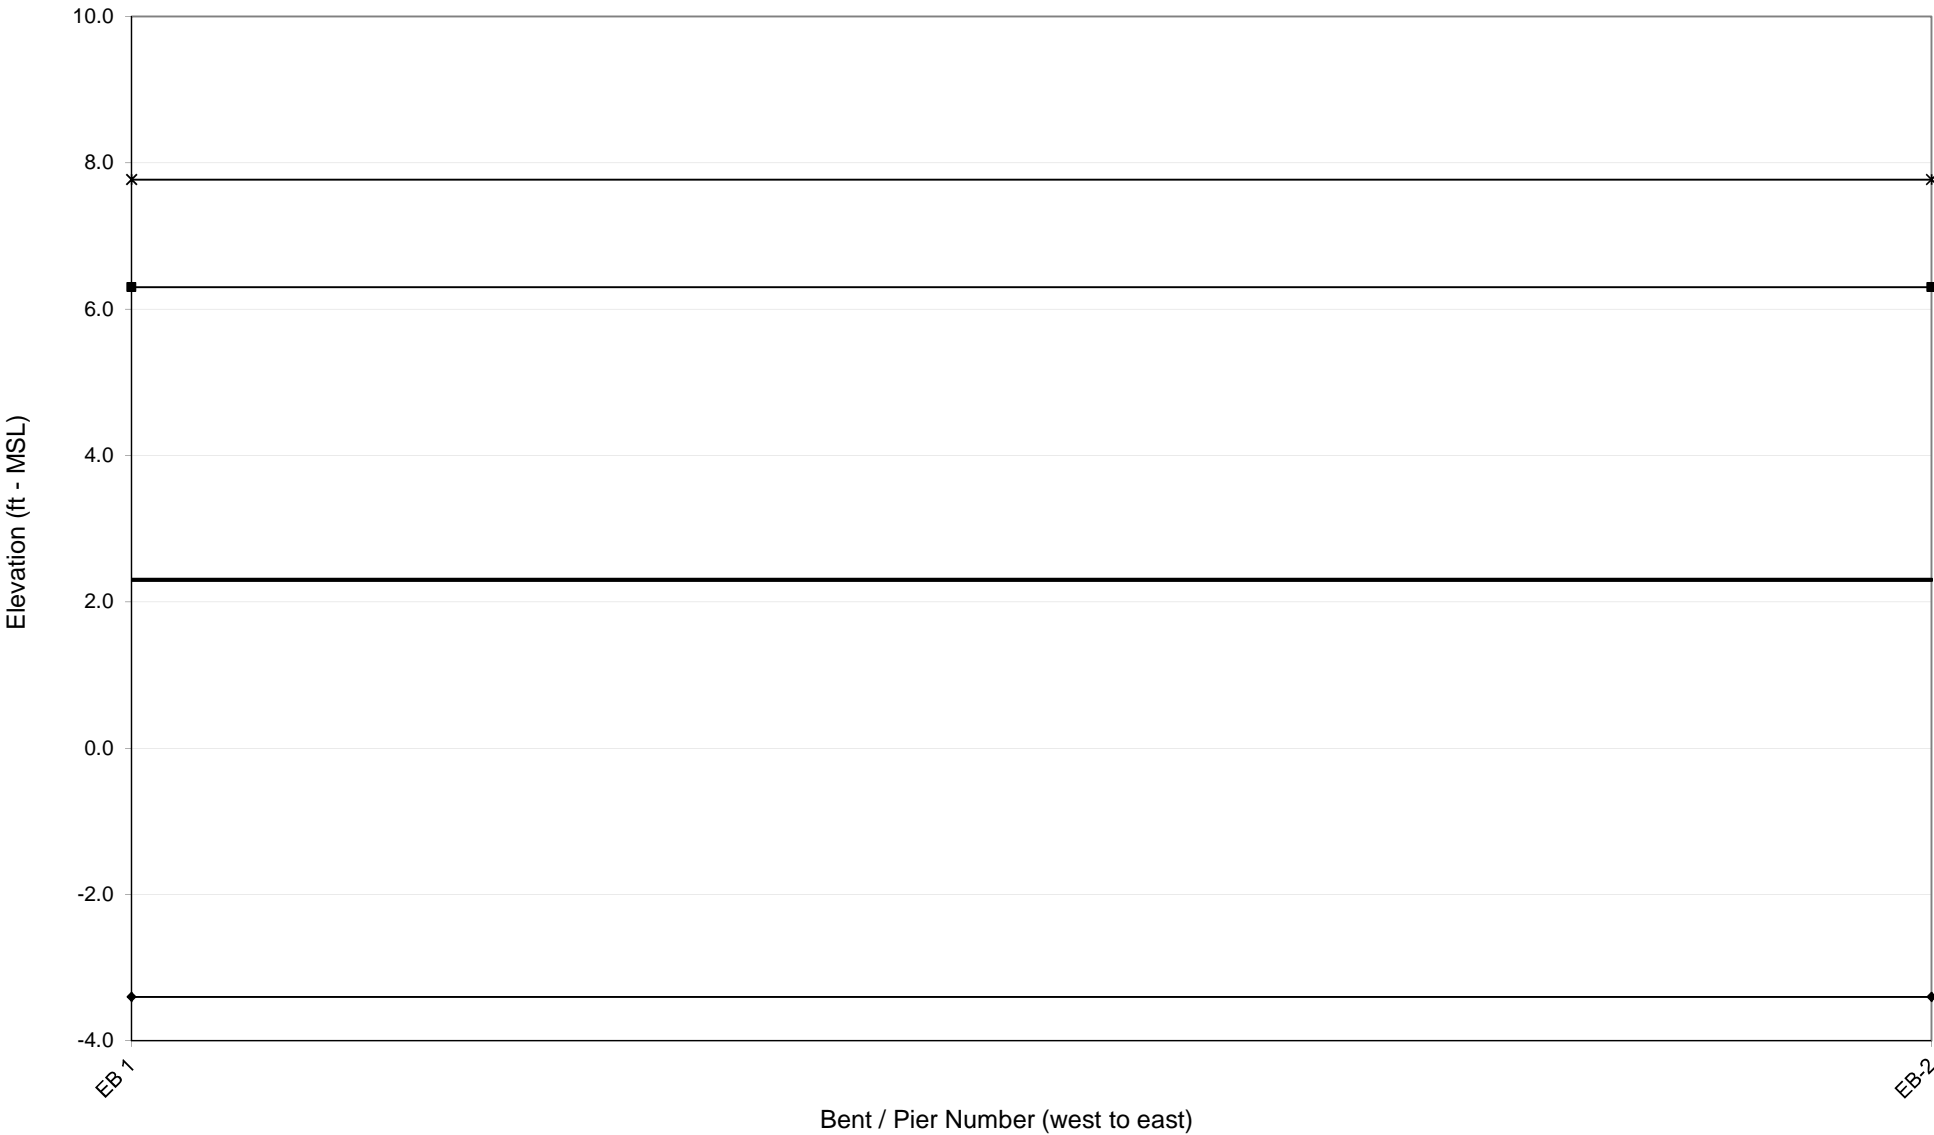 10.0
8.0
6.0
4.0
2.0
0.0
-2.0
-4.0
Elevation (ft - MSL)
EB 1
EB-2
Bent / Pier Number (west to east)